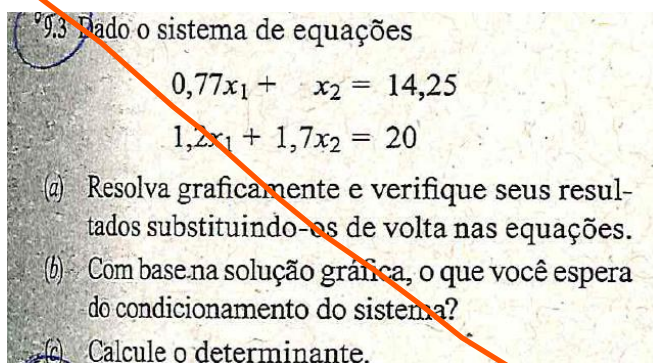 9.3 Dado o sistema de equações
0,77x₁ + x₂ = 14,25
1,2x₁ + 1,7x₂ = 20
(a) Resolva graficamente e verifique seus resul-
tados substituindo-os de volta nas equações.
(b) Com base na solução gráfica, o que você espera
do condicionamento do sistema?
(c) Calcule o determinante.